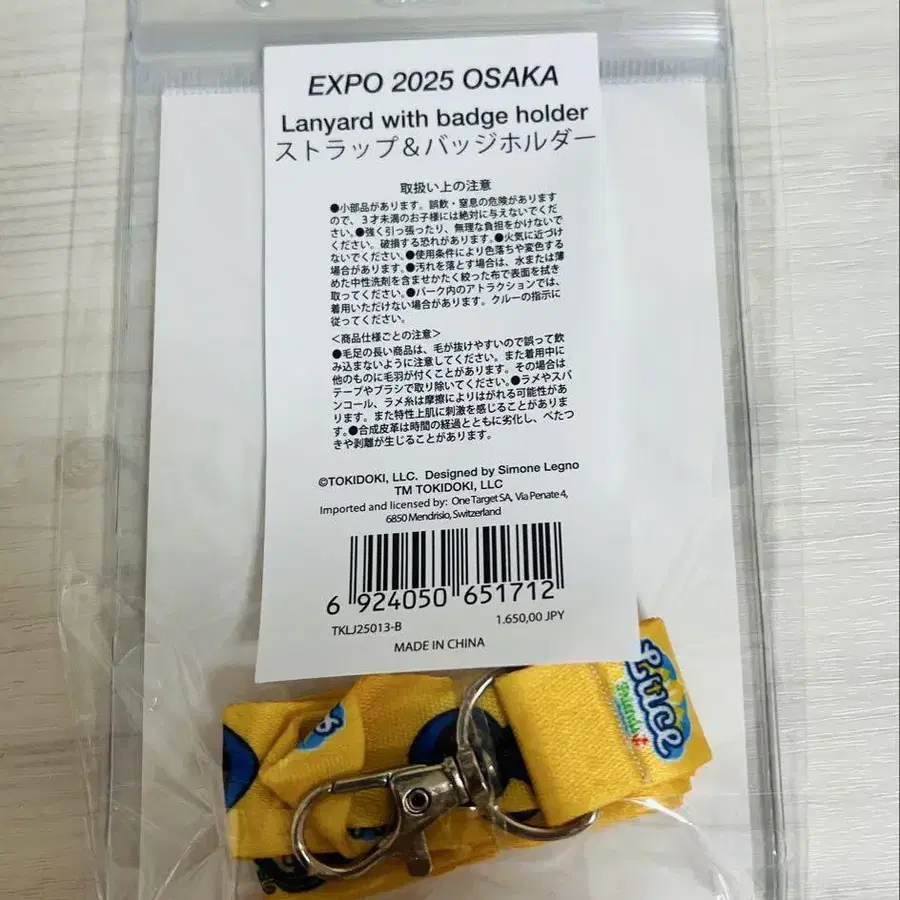 EXPO 2025 OSAKA
Lanyard with badge holder
ストラップ＆バッジホルダー
取扱い上の注意
●小部品があります。誤飲・窒息の危険がありますので、３才未満のお子様には絶対に与えないでくだ
さい。●強く引っ張ったり、無理な負担をかけないで
ください。破損する恐れがあります。●火気に近づけ
ないでください。●使用条件により色落ちや変色する
場合があります。●汚れを落とす場合は、水または薄
めた中性洗剤を含ませかたく絞った布で表面を拭き
取ってください。●パーク内のアトラクションでは、
着用いただけない場合があります。クルーの指示に
従ってください。
＜商品仕様ごとの注意＞
●毛足の長い商品は、毛が抜けやすいので誤って飲
み込まないように注意してください。また着用中に
他のものに毛羽が付くことがあります。その場合は
テープやブラシで取り除いてください。●ラメやスパ
ンコール、ラメ糸は摩擦によりはがれる可能性があ
ります。また特性上肌に刺激を感じることがありま
す。●合成皮革は時間の経過とともに劣化し、べたつ
きや剥離が生じることがあります。
©TOKIDOKI, LLC. Designed by Simone Legno
TM TOKIDOKI, LLC
Imported and licensed by: One Target SA, Via Penate 4,
6850 Mendrisio, Switzerland
6 924050 651712
TKLJ25013-B 1.650,00 JPY
MADE IN CHINA
Luce
Friends